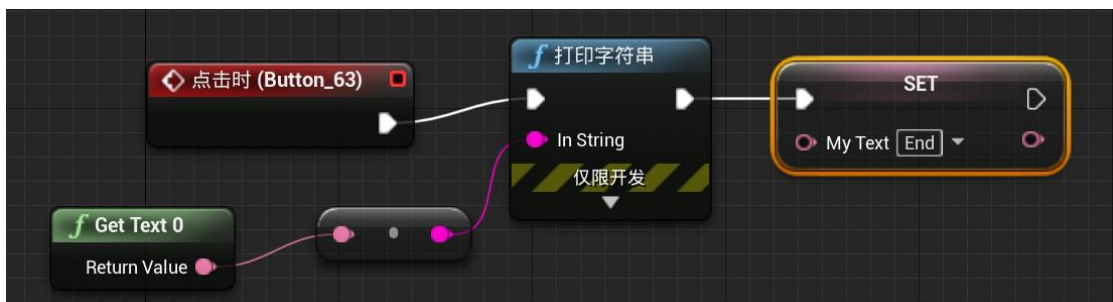 点击时 (Button_63)
f 打印字符串
In String
仅限开发
SET
My Text End
f Get Text 0
Return Value